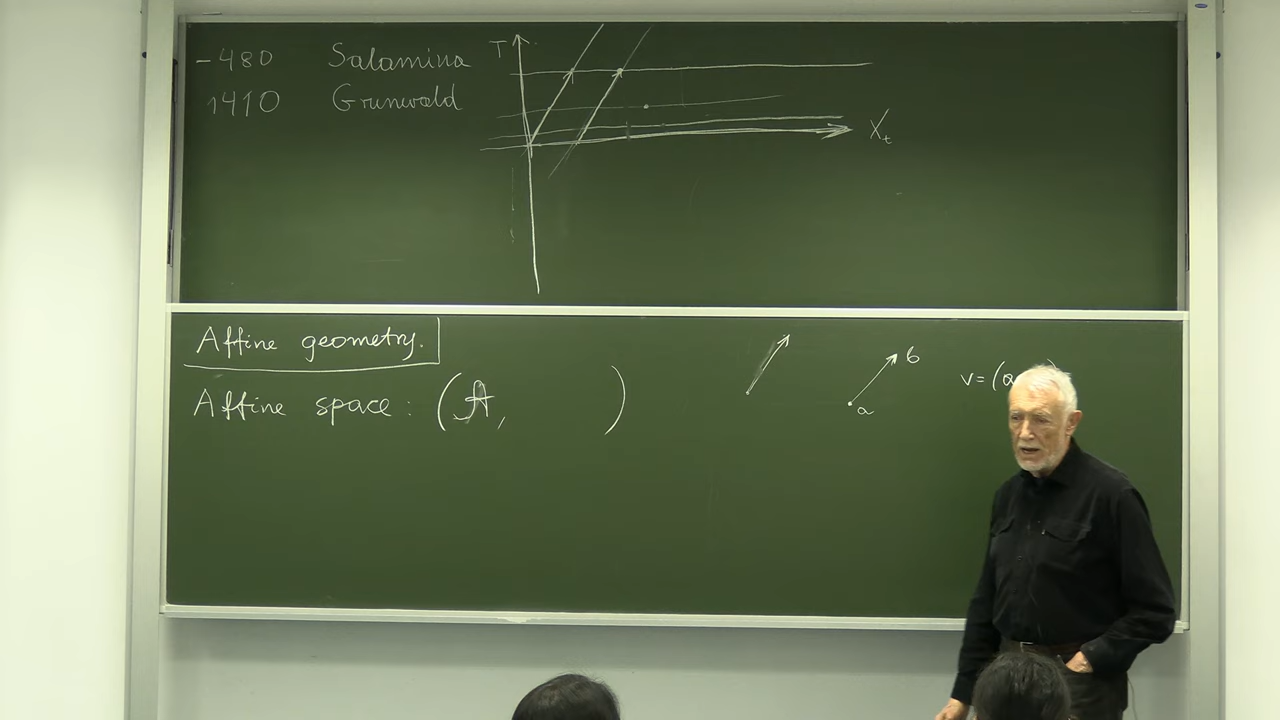 -480 Salamina
1410 Grunwald
T
X_t
Affine geometry.
Affine space: (A, )
a
b
v=(a